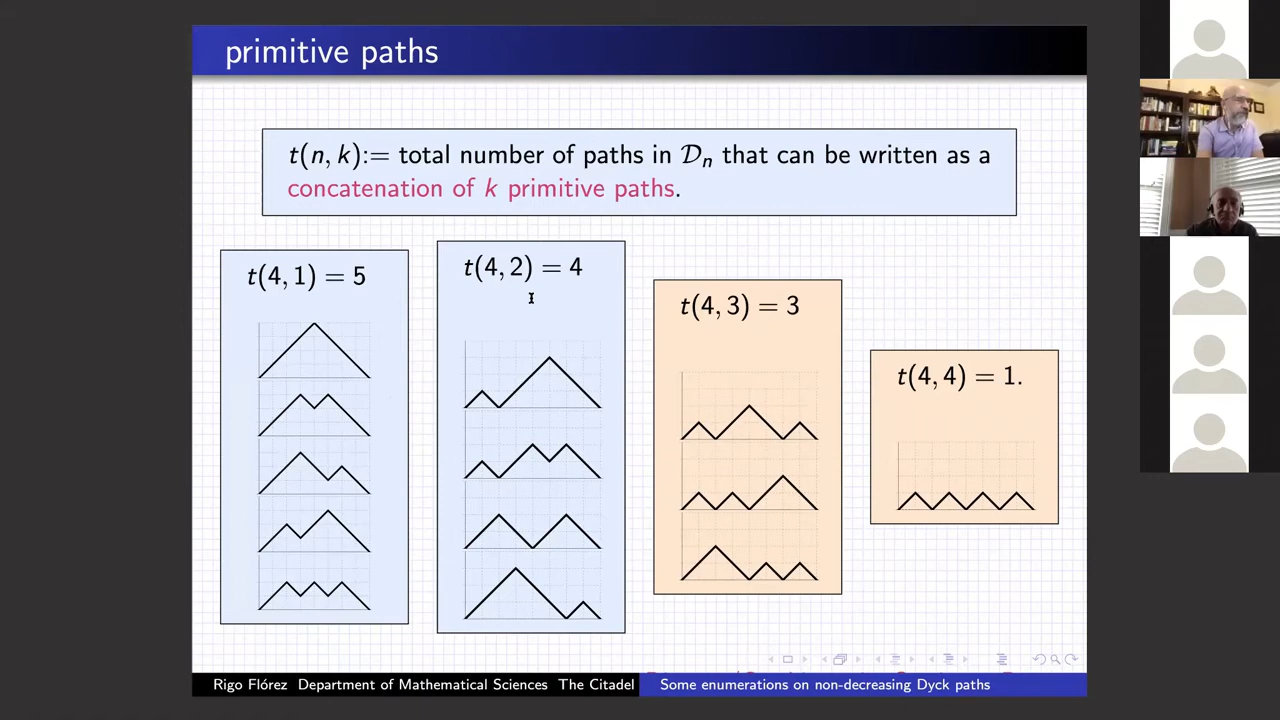 primitive paths
t(n, k):= total number of paths in 𝒟ₙ that can be written as a
concatenation of k primitive paths.
t(4, 1) = 5
t(4, 2) = 4
t(4, 3) = 3
t(4, 4) = 1.
Rigo Flórez Department of Mathematical Sciences The Citadel
Some enumerations on non-decreasing Dyck paths